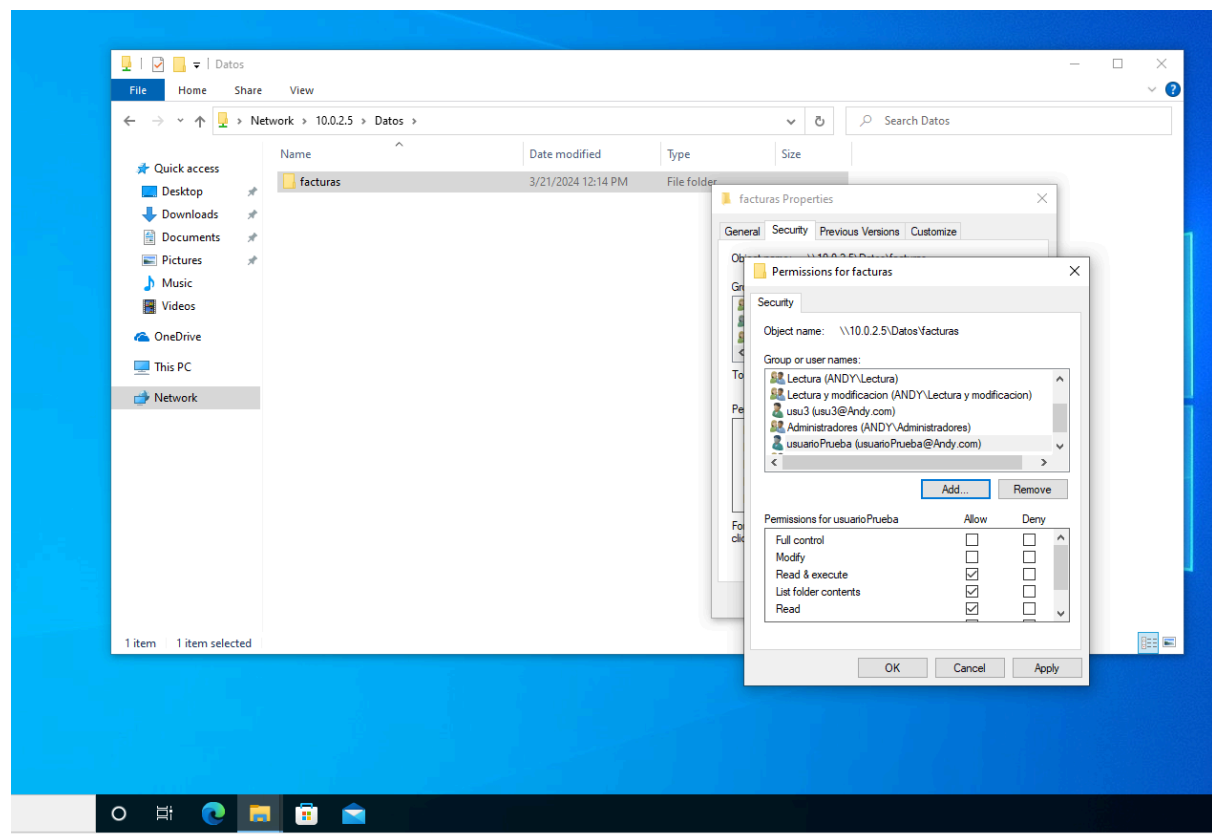 Datos
File Home Share View
Network > 10.0.2.5 > Datos >
Search Datos
Name Date modified Type Size
Quick access
Desktop
Downloads
Documents
Pictures
Music
Videos
OneDrive
This PC
Network
facturas 3/21/2024 12:14 PM File folder
1 item 1 item selected
facturas Properties
General Security Previous Versions Customize
Permissions for facturas
Security
Object name: \\10.0.2.5\Datos\facturas
Group or user names:
Lectura (ANDY\Lectura)
Lectura y modificacion (ANDY\Lectura y modificacion)
usu3 (usu3@Andy.com)
Administradores (ANDY\Administradores)
usuarioPrueba (usuarioPrueba@Andy.com)
Add... Remove
Permissions for usuarioPrueba Allow Deny
Full control
Modify
Read & execute
List folder contents
Read
OK Cancel Apply